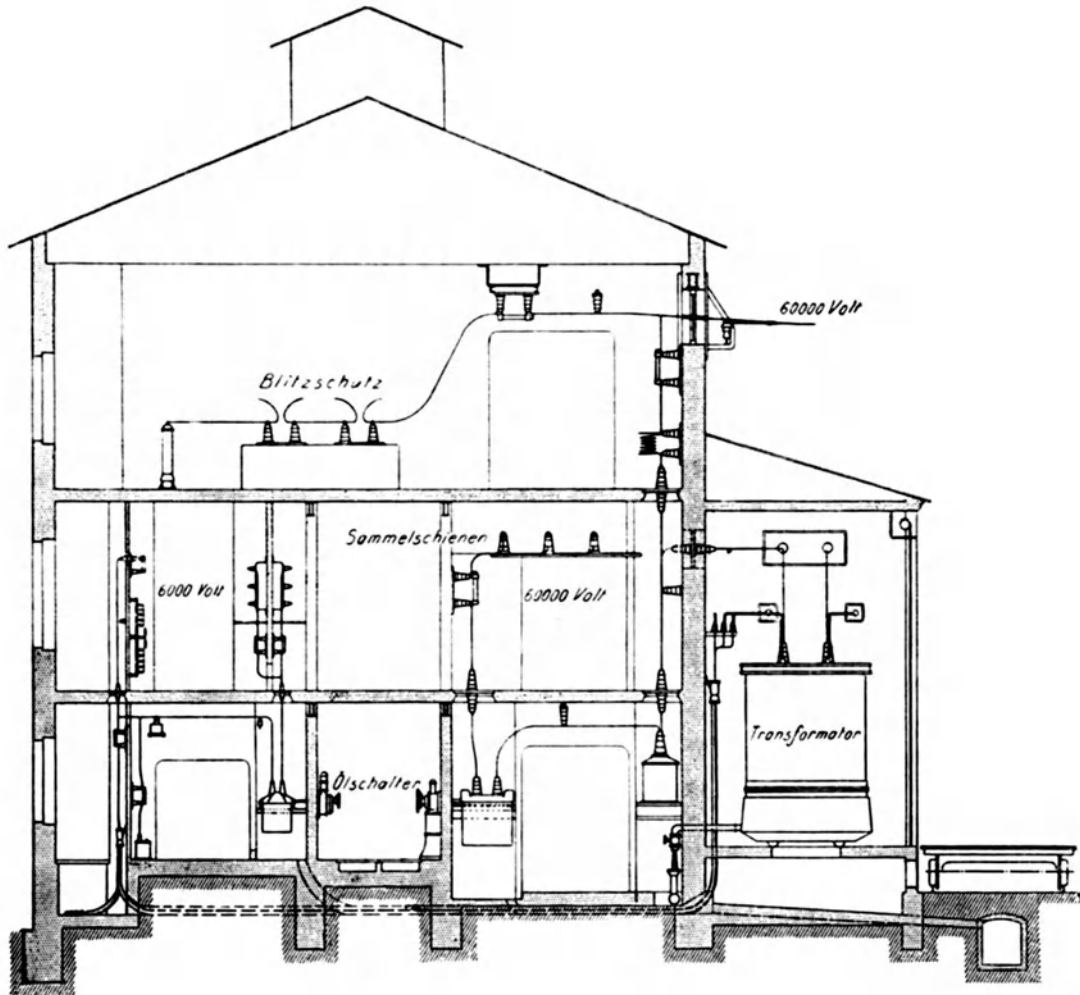 60000 Volt
Blitzschutz
Sammelschienen
6000 Volt
60000 Volt
Transformator
Ölschalter